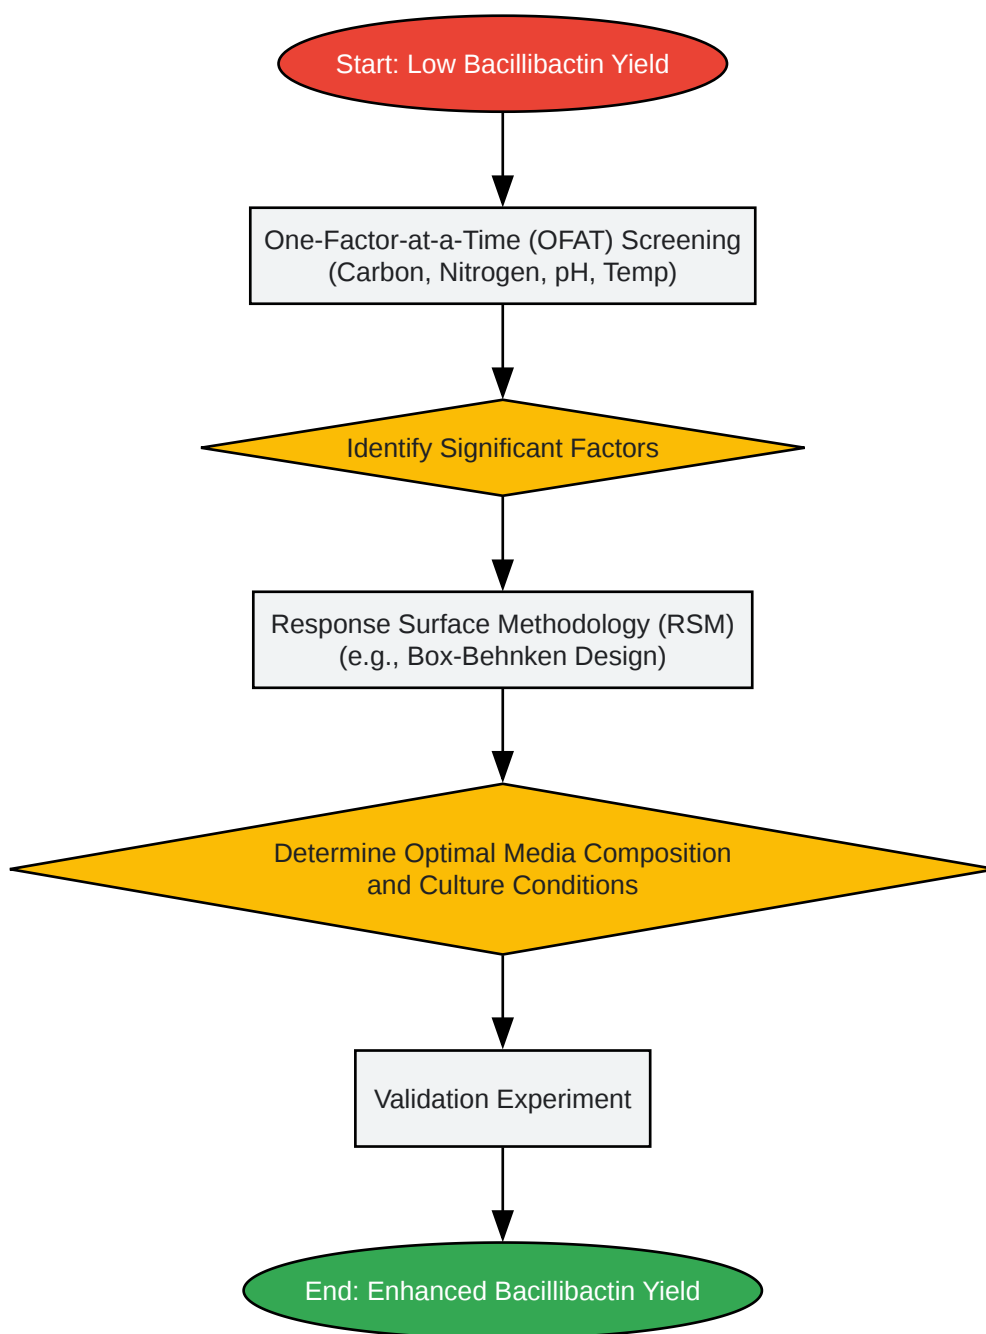 Start: Low Bacillibactin Yield
One-Factor-at-a-Time (OFAT) Screening
(Carbon, Nitrogen, pH, Temp)
Identify Significant Factors
Response Surface Methodology (RSM)
(e.g., Box-Behnken Design)
Determine Optimal Media Composition
and Culture Conditions
Validation Experiment
End: Enhanced Bacillibactin Yield